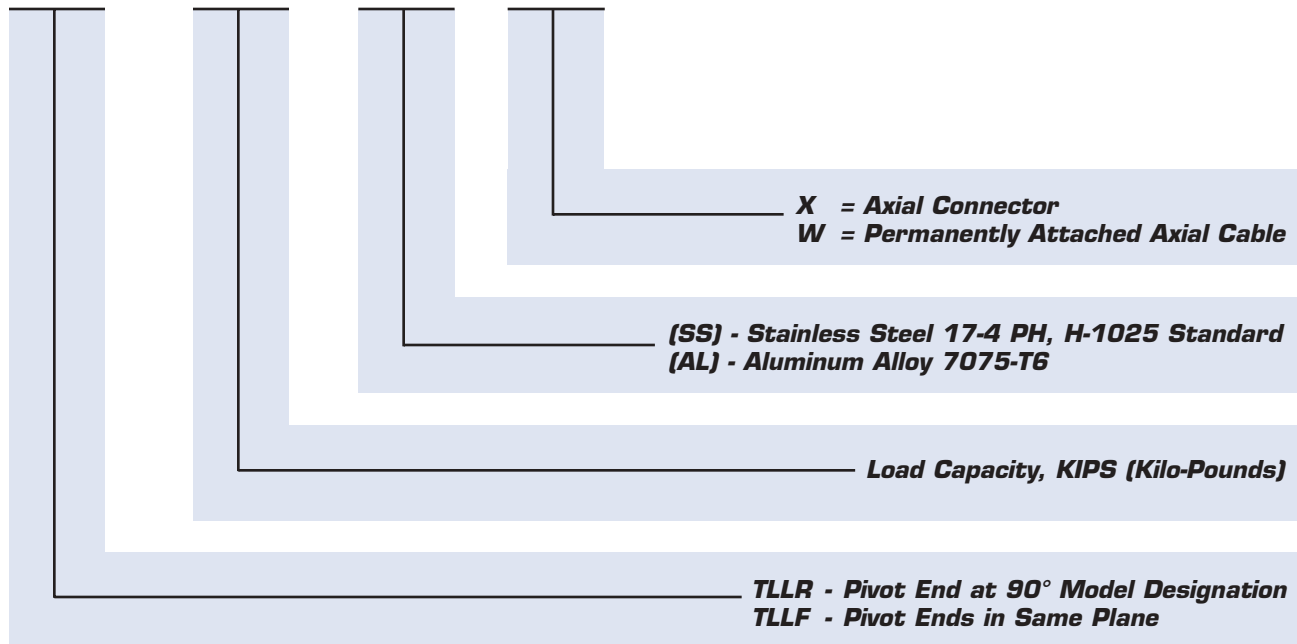 X = Axial Connector
W = Permanently Attached Axial Cable
(SS) - Stainless Steel 17-4 PH, H-1025 Standard
(AL) - Aluminum Alloy 7075-T6
Load Capacity, KIPS (Kilo-Pounds)
TLLR - Pivot End at 90° Model Designation
TLLF - Pivot Ends in Same Plane